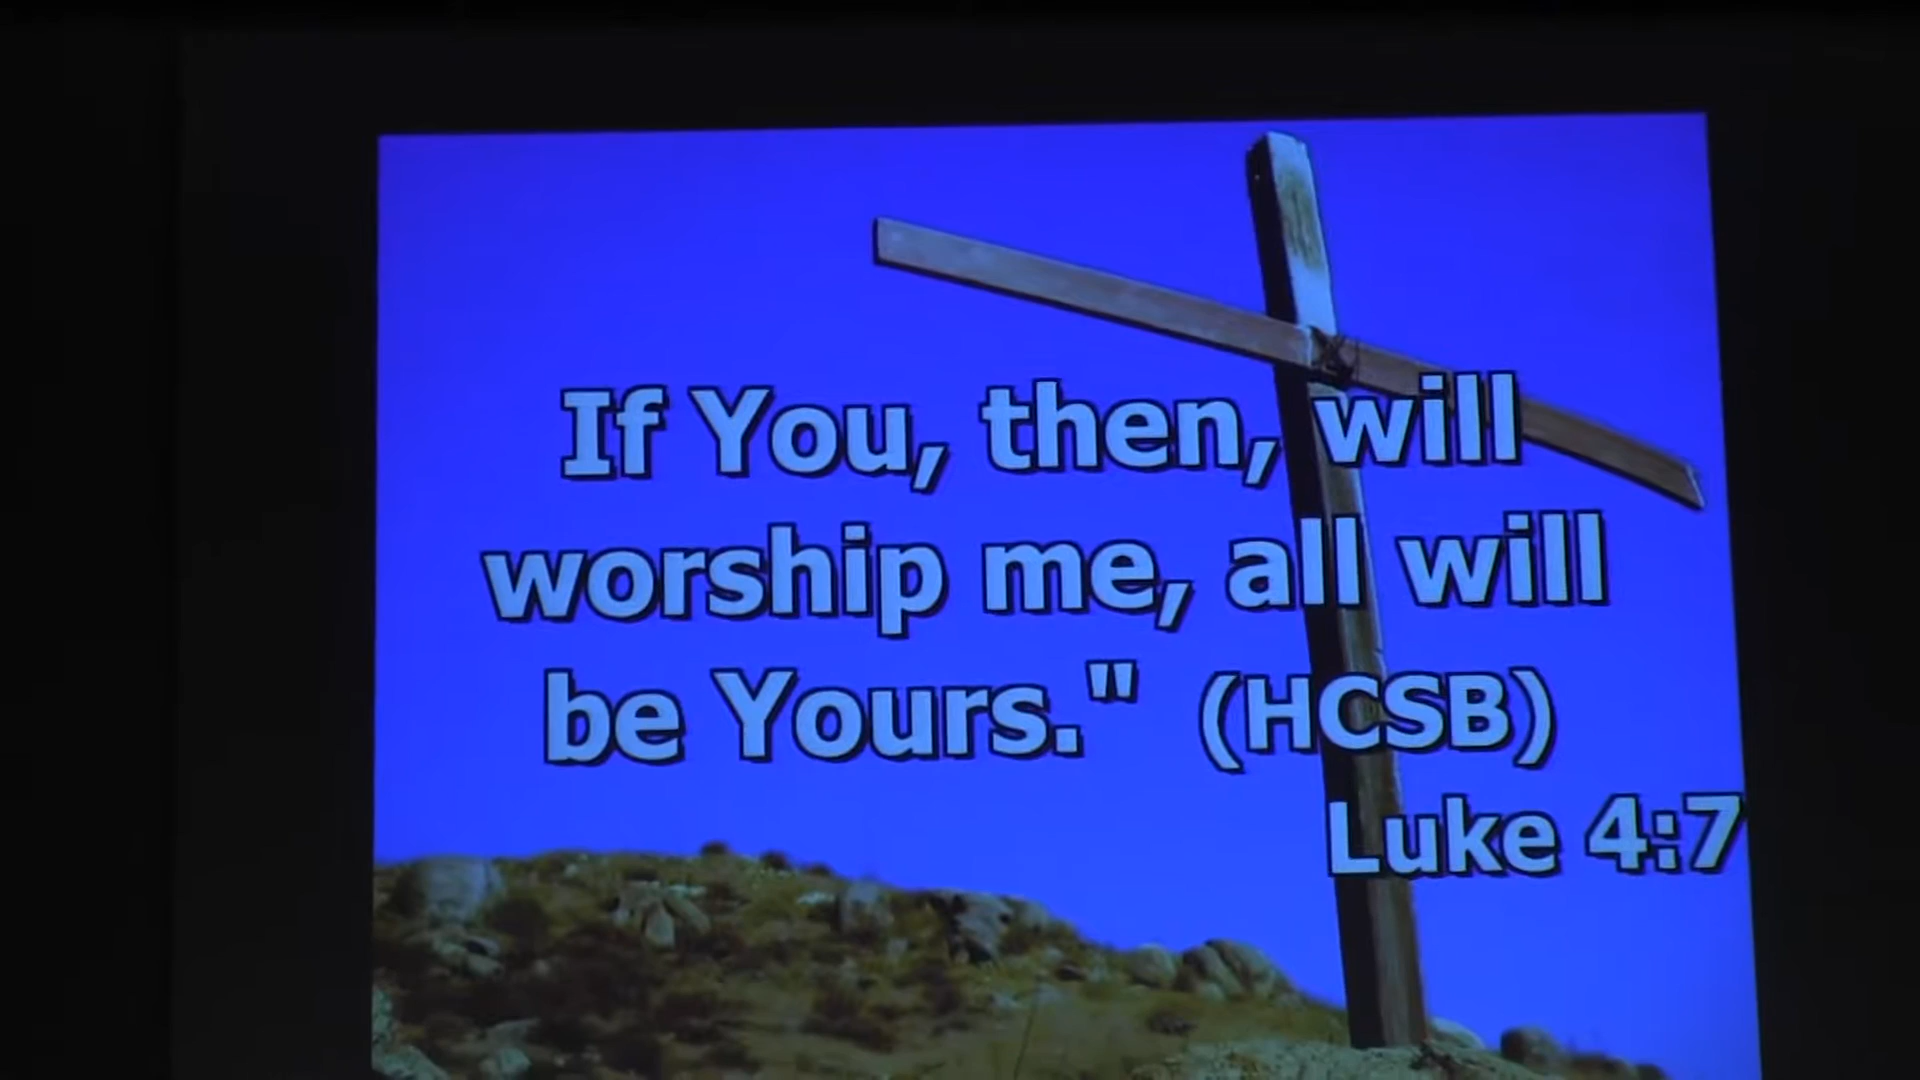 If You, then, will
worship me, all will
be Yours." (HCSB)
Luke 4:7